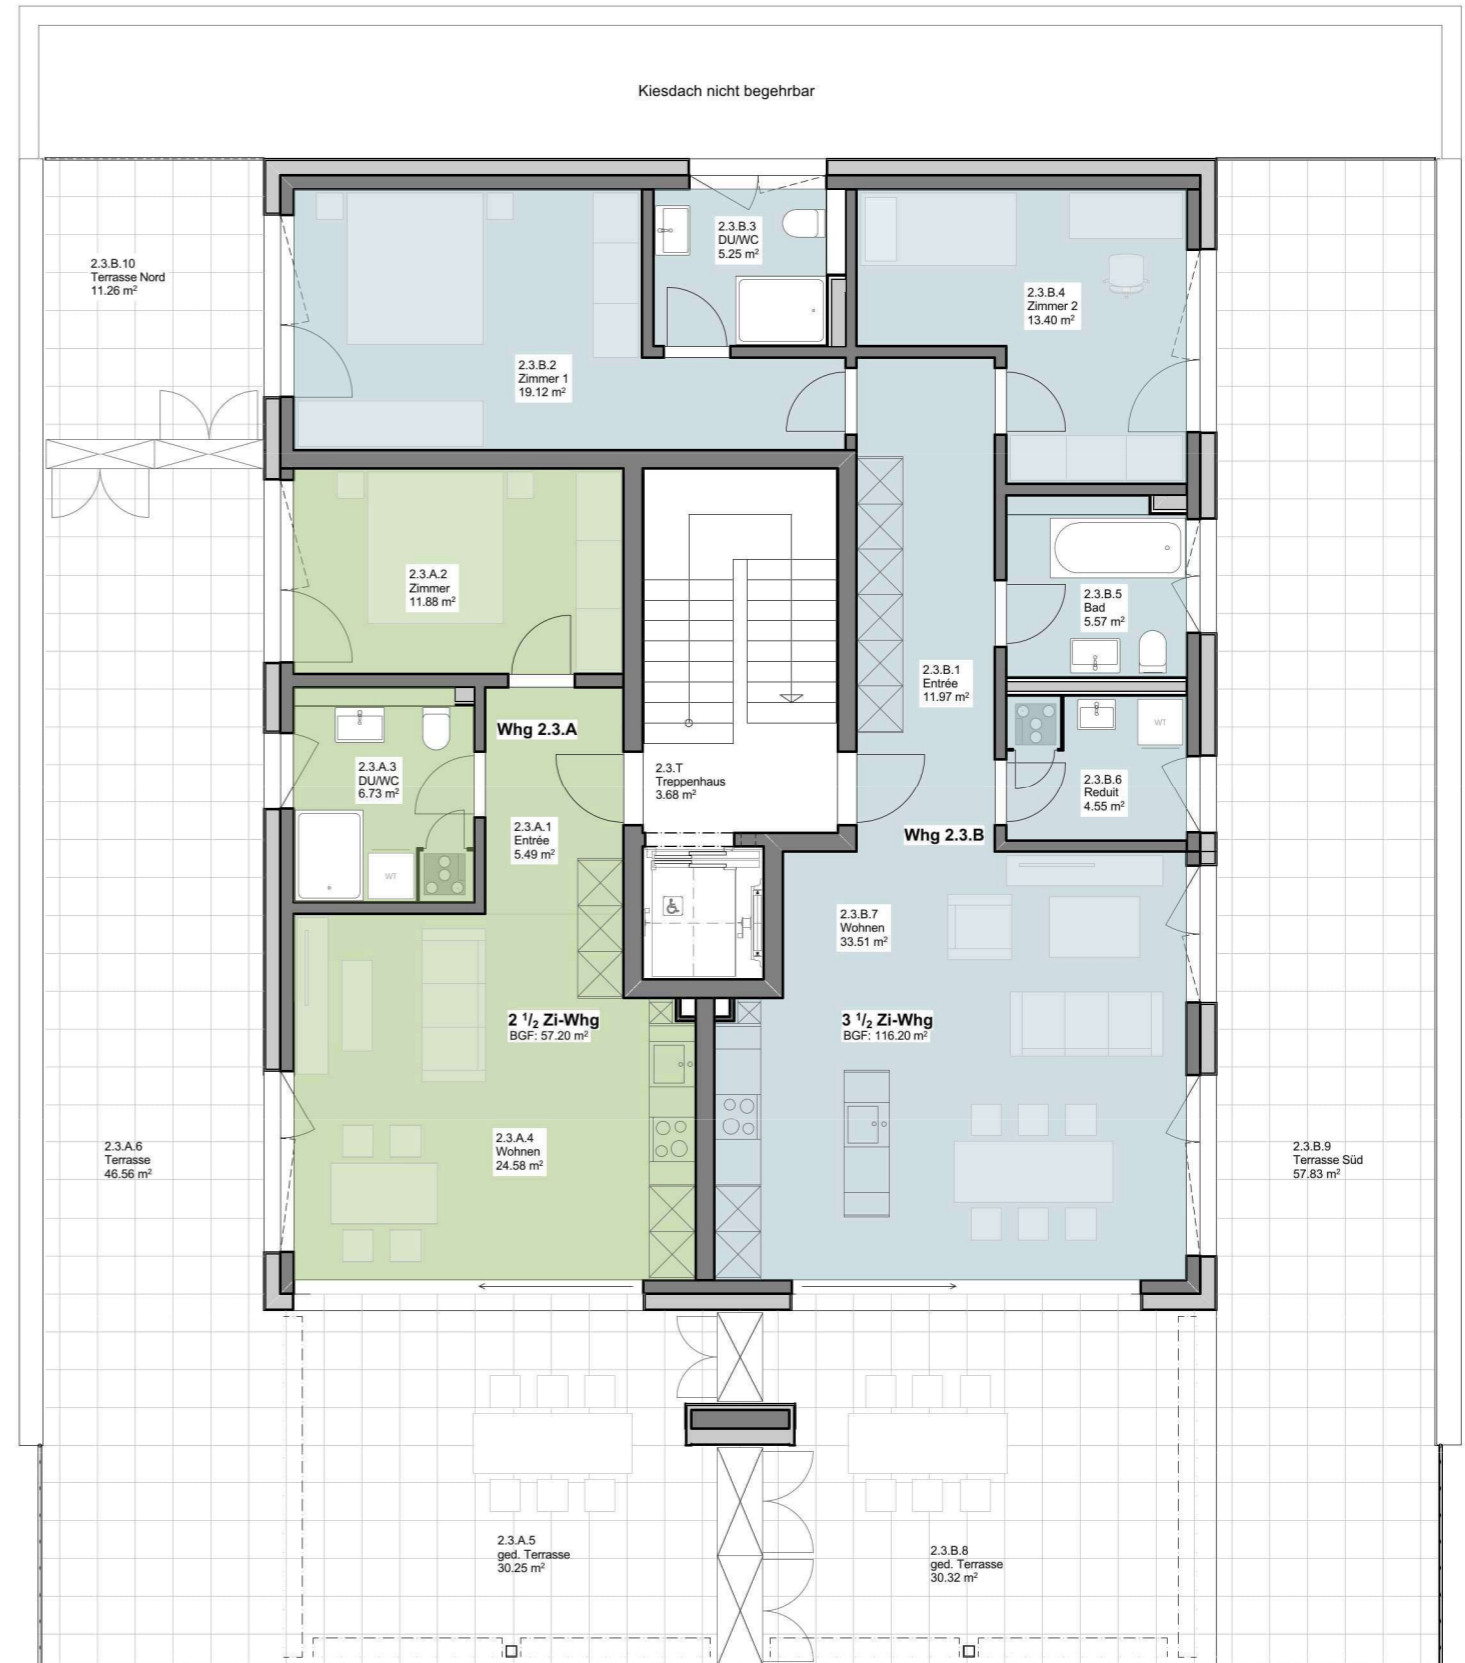 Kiesdach nicht begehrbar
2.3.B.10
Terrasse Nord
11.26 m²
2.3.B.3
DU/WC
5.25 m²
2.3.B.4
Zimmer 2
13.40 m²
2.3.B.2
Zimmer 1
19.12 m²
2.3.A.2
Zimmer
11.88 m²
2.3.B.5
Bad
5.57 m²
2.3.B.1
Entrée
11.97 m²
Whg 2.3.A
WT
2.3.A.3
DU/WC
6.73 m²
2.3.T
Treppenhaus
3.68 m²
2.3.B.6
Reduit
4.55 m²
2.3.A.1
Entrée
5.49 m²
Whg 2.3.B
WT
2.3.B.7
Wohnen
33.51 m²
2 1/2 Zi-Whg
BGF: 57.20 m²
3 1/2 Zi-Whg
BGF: 116.20 m²
2.3.A.6
Terrasse
46.56 m²
2.3.A.4
Wohnen
24.58 m²
2.3.B.9
Terrasse Süd
57.83 m²
2.3.A.5
ged. Terrasse
30.25 m²
2.3.B.8
ged. Terrasse
30.32 m²